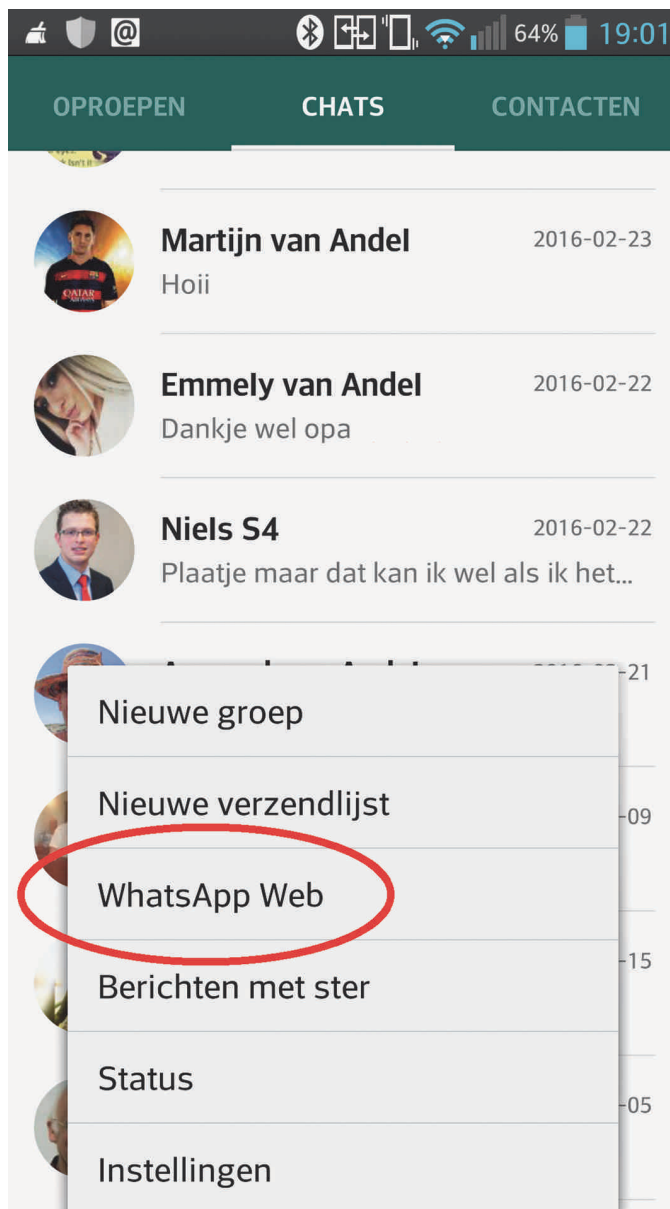 64% 19:01
OPROEPEN CHATS CONTACTEN
Martijn van Andel 2016-02-23
Hoii
QATAR
AIRWAYS
Emmely van Andel 2016-02-22
Dankje wel opa
Niels S4 2016-02-22
Plaatje maar dat kan ik wel als ik het...
-21
Nieuwe groep
Nieuwe verzendlijst
-09
WhatsApp Web
-15
Berichten met ster
Status
-05
Instellingen